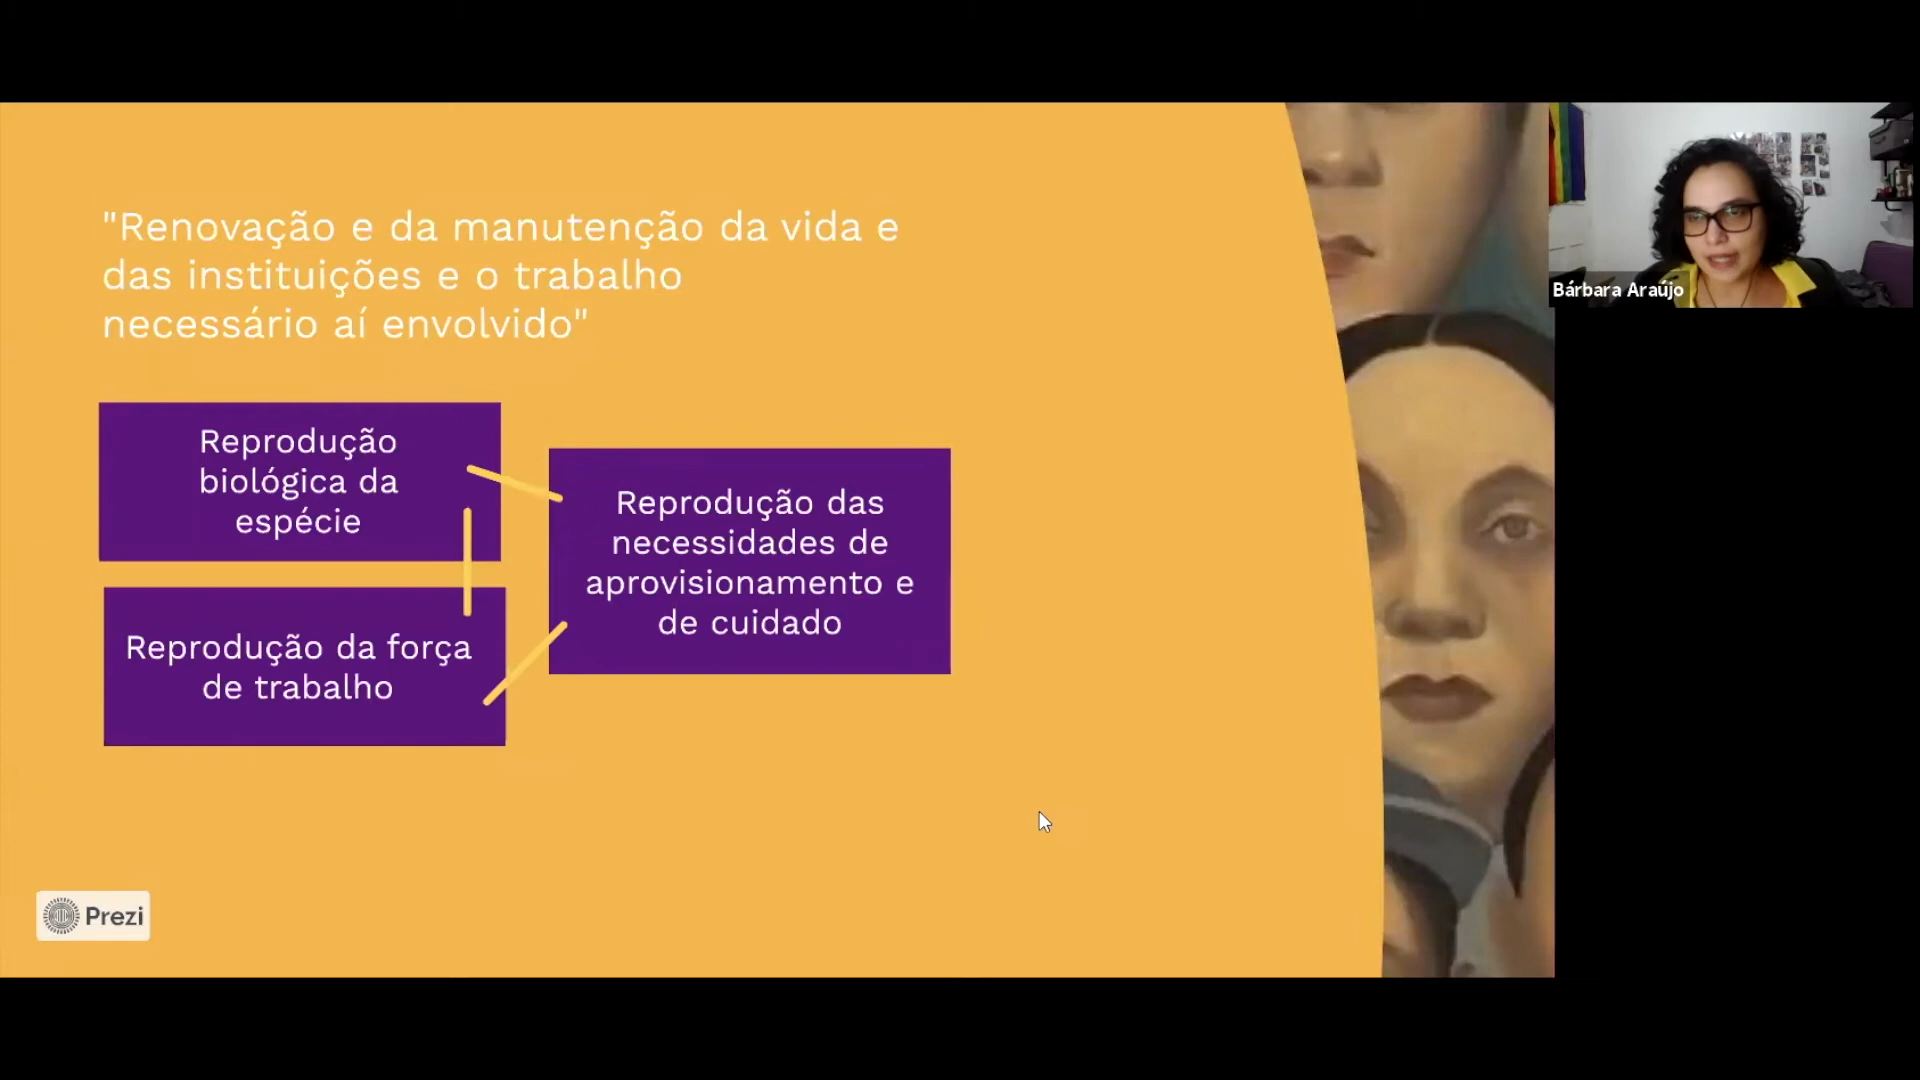 "Renovação e da manutenção da vida e
das instituições e o trabalho
necessário aí envolvido"
Reprodução
biológica da
espécie
Reprodução da força
de trabalho
Reprodução das
necessidades de
aprovisionamento e
de cuidado
Prezi
Bárbara Araújo